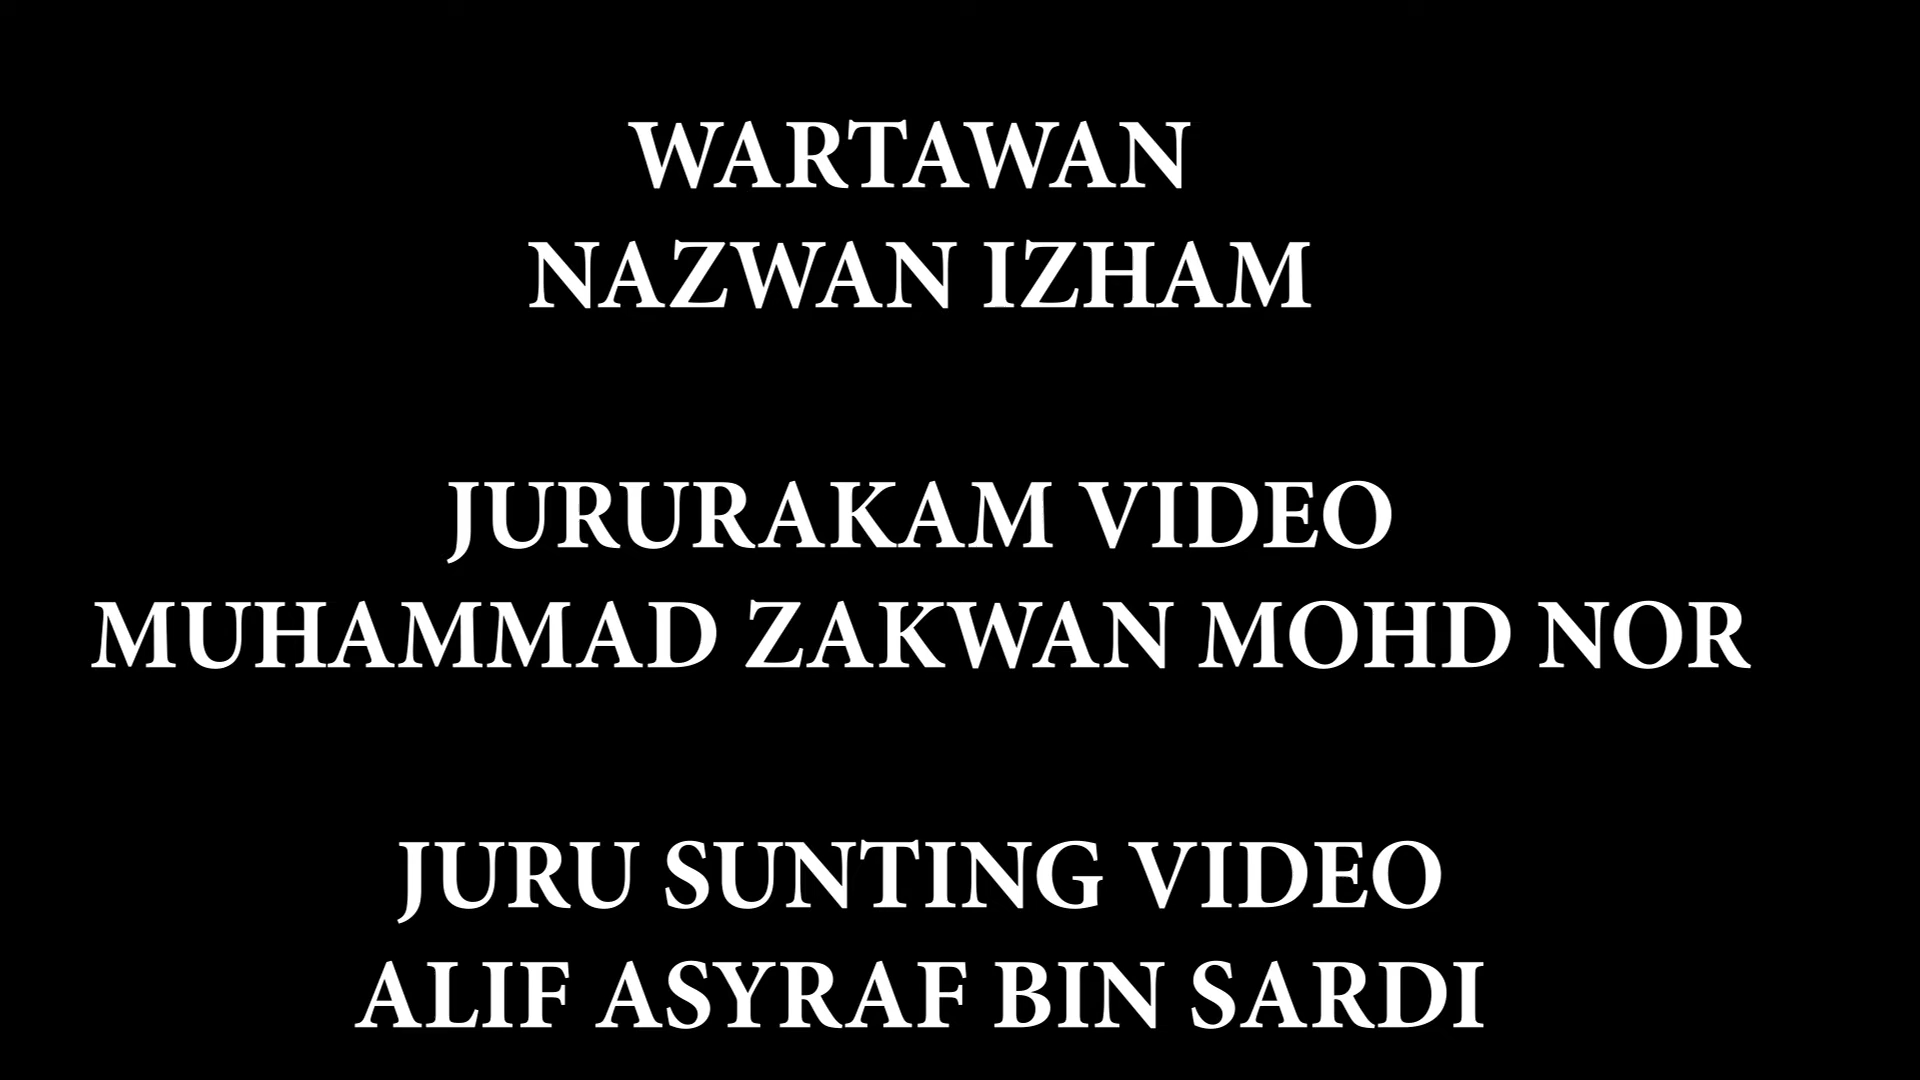 WARTAWAN
NAZWAN IZHAM
JURURAKAM VIDEO
MUHAMMAD ZAKWAN MOHD NOR
JURU SUNTING VIDEO
ALIF ASYRAF BIN SARDI